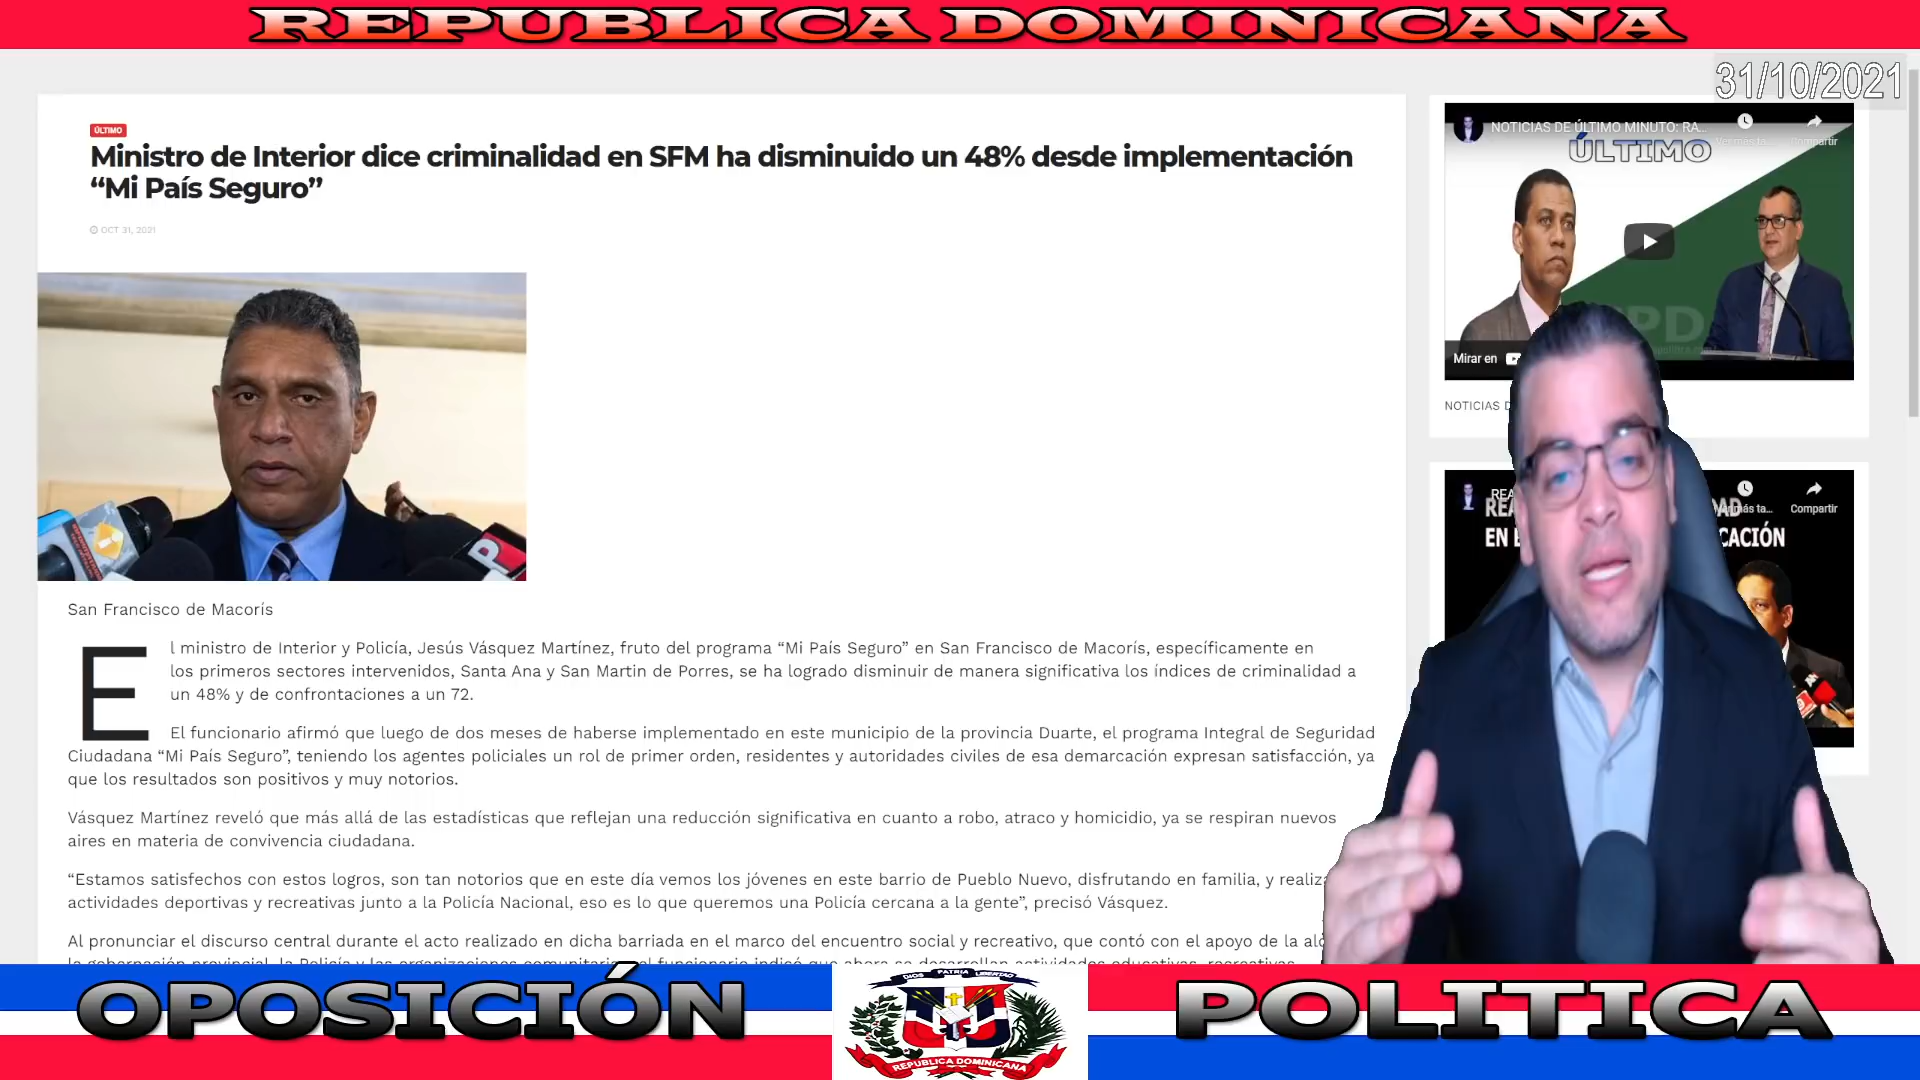 REPUBLICA DOMINICANA
31/10/2021
ÚLTIMO
Ministro de Interior dice criminalidad en SFM ha disminuido un 48% desde implementación
“Mi País Seguro”
OCT 31, 2021
San Francisco de Macorís
El ministro de Interior y Policía, Jesús Vásquez Martínez, fruto del programa “Mi País Seguro” en San Francisco de Macorís, específicamente en
los primeros sectores intervenidos, Santa Ana y San Martin de Porres, se ha logrado disminuir de manera significativa los índices de criminalidad a
un 48% y de confrontaciones a un 72.
El funcionario afirmó que luego de dos meses de haberse implementado en este municipio de la provincia Duarte, el programa Integral de Seguridad
Ciudadana “Mi País Seguro”, teniendo los agentes policiales un rol de primer orden, residentes y autoridades civiles de esa demarcación expresan satisfacción, ya
que los resultados son positivos y muy notorios.
Vásquez Martínez reveló que más allá de las estadísticas que reflejan una reducción significativa en cuanto a robo, atraco y homicidio, ya se respiran nuevos
aires en materia de convivencia ciudadana.
“Estamos satisfechos con estos logros, son tan notorios que en este día vemos los jóvenes en este barrio de Pueblo Nuevo, disfrutando en familia, y realiz
actividades deportivas y recreativas junto a la Policía Nacional, eso es lo que queremos una Policía cercana a la gente”, precisó Vásquez.
Al pronunciar el discurso central durante el acto realizado en dicha barriada en el marco del encuentro social y recreativo, que contó con el apoyo de la
NOTICIAS DE ÚLTIMO MINUTO: RA...
Compartir
ÚLTIMO
PD
Mirar en
NOTICIAS D
REA
más ta...
Compartir
REA
AD
EN
CACIÓN
OPOSICIÓN
DIOS PATRIA LIBERTAD
REPUBLICA DOMINICANA
POLITICA